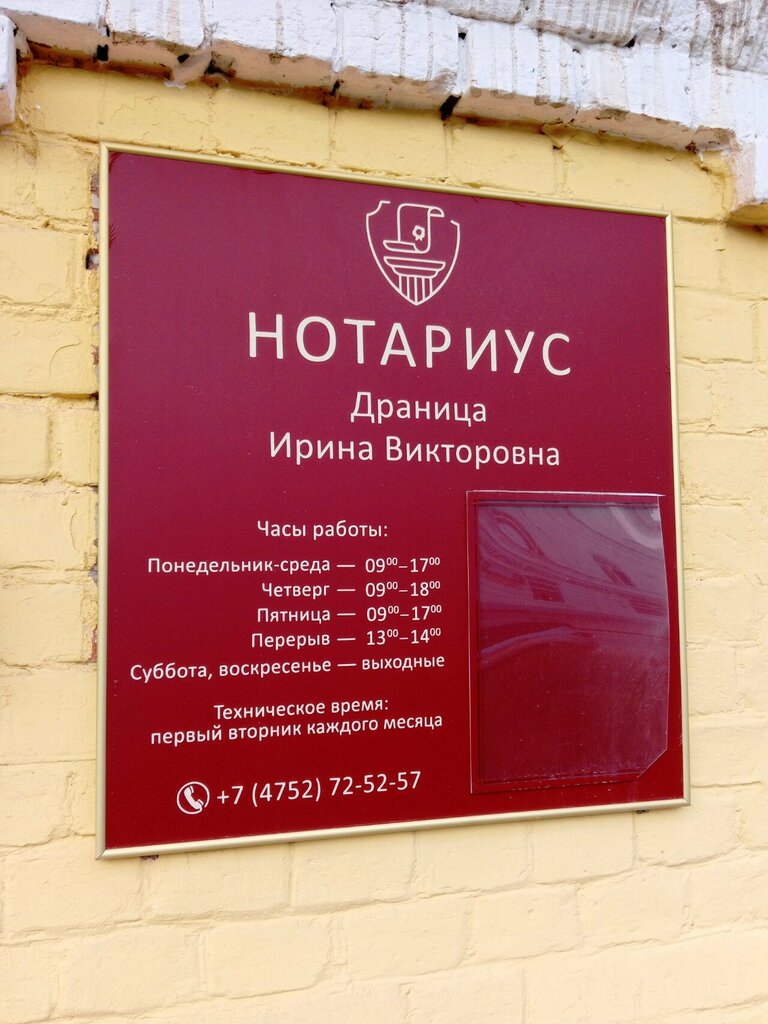 НОТАРИУС
Драница
Ирина Викторовна
Часы работы:
Понедельник-среда — 09⁰⁰–17⁰⁰
Четверг — 09⁰⁰–18⁰⁰
Пятница — 09⁰⁰–17⁰⁰
Перерыв — 13⁰⁰–14⁰⁰
Суббота, воскресенье — выходные
Техническое время:
первый вторник каждого месяца
+7 (4752) 72-52-57